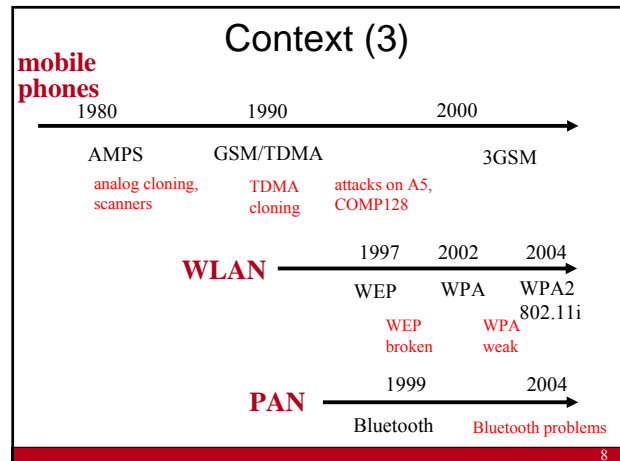 Context (3)
mobile
phones
1980 1990 2000
AMPS GSM/TDMA 3GSM
analog cloning,
scanners
TDMA
cloning
attacks on A5,
COMP128
WLAN
1997 2002 2004
WEP WPA WPA2
802.11i
WEP
broken
WPA
weak
PAN
1999 2004
Bluetooth Bluetooth problems
8